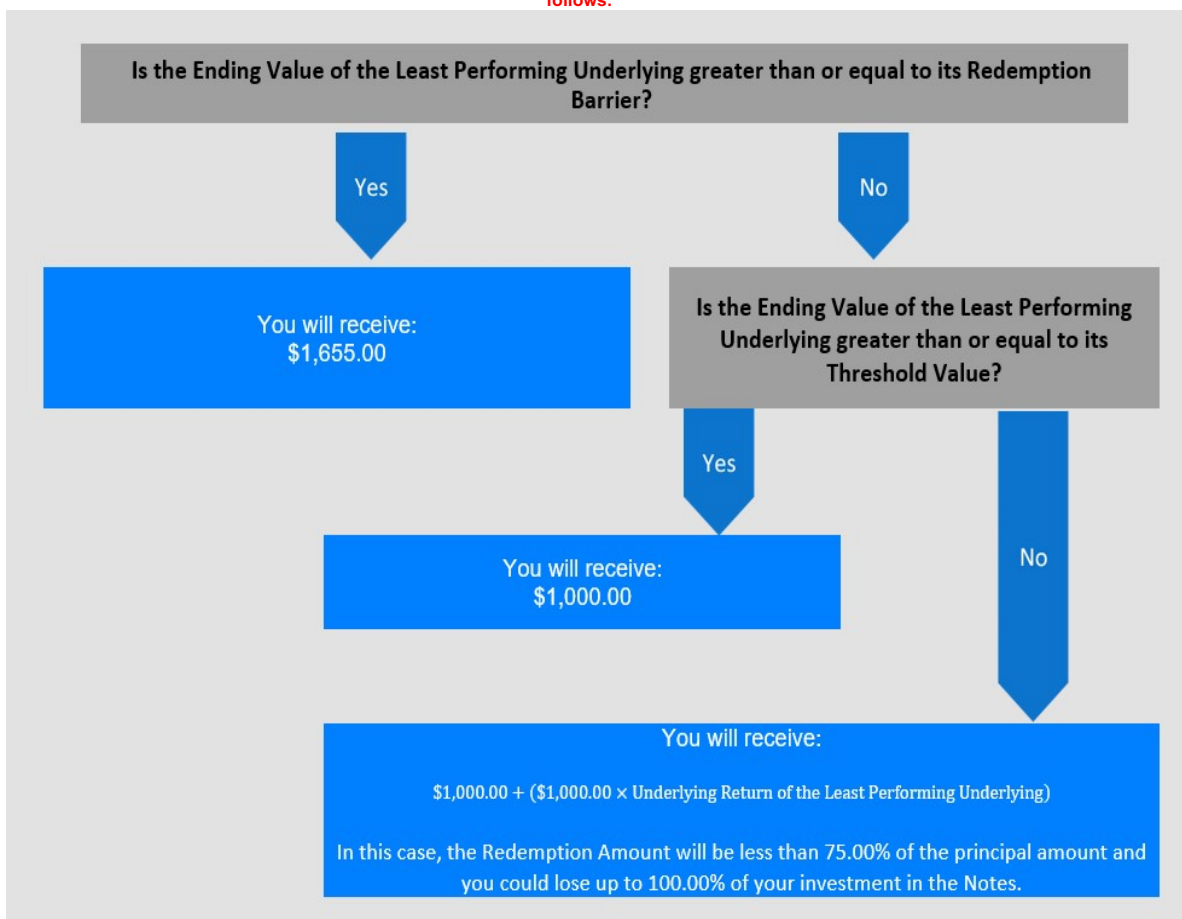 follows:
Is the Ending Value of the Least Performing Underlying greater than or equal to its Redemption
Barrier?
Yes
No
You will receive:
$1,655.00
Is the Ending Value of the Least Performing
Underlying greater than or equal to its
Threshold Value?
Yes
No
You will receive:
$1,000.00
You will receive:
$1,000.00 + ($1,000.00 × Underlying Return of the Least Performing Underlying)
In this case, the Redemption Amount will be less than 75.00% of the principal amount and
you could lose up to 100.00% of your investment in the Notes.